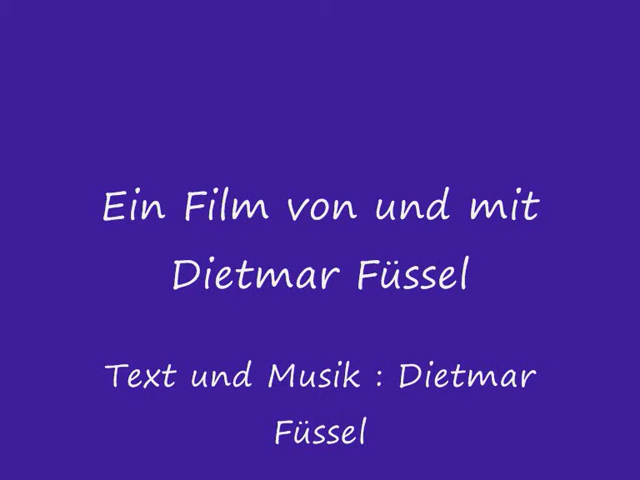 Ein Film von und mit
Dietmar Füssel
Text und Musik : Dietmar
Füssel